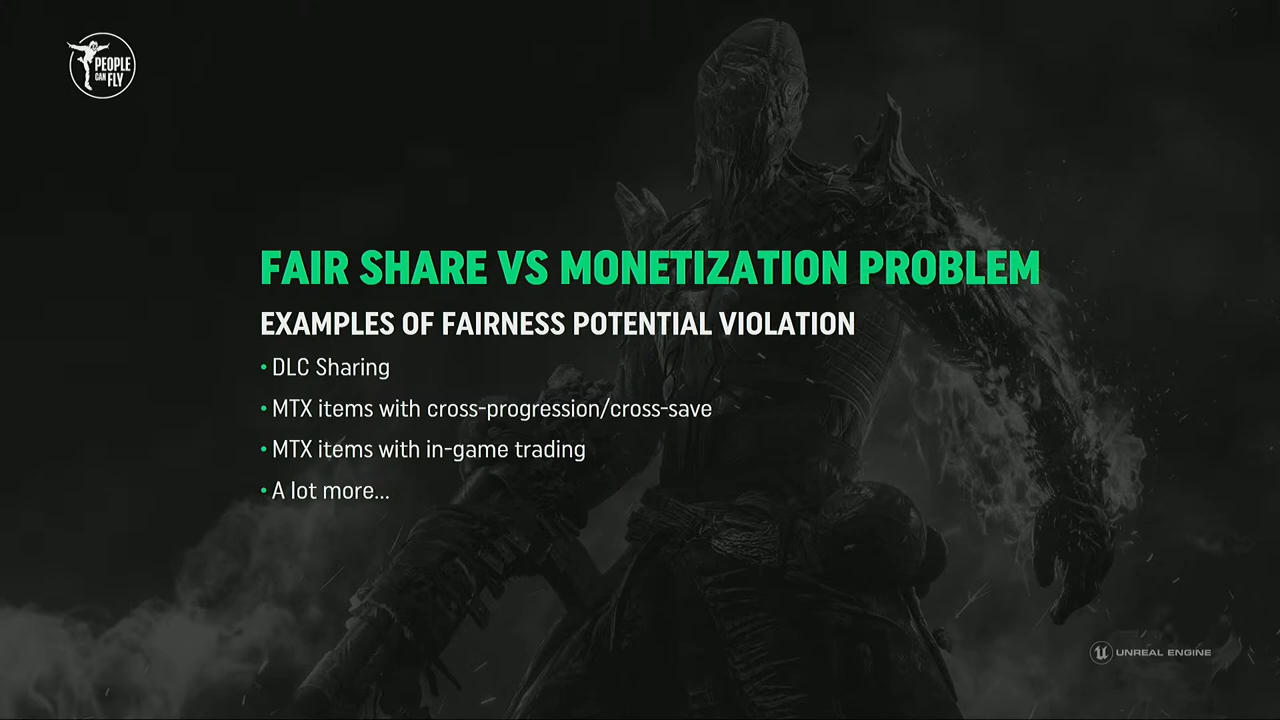 PEOPLE
CAN
FLY
FAIR SHARE VS MONETIZATION PROBLEM
EXAMPLES OF FAIRNESS POTENTIAL VIOLATION
• DLC Sharing
• MTX items with cross-progression/cross-save
• MTX items with in-game trading
• A lot more...
UNREAL ENGINE